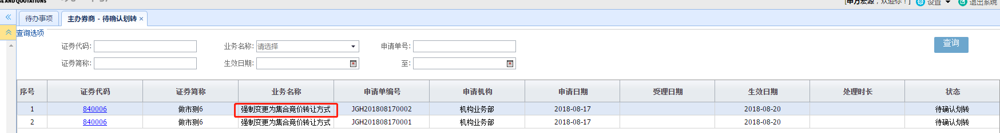 SE AND QUOTATIONS [申万宏源，欢迎你！] 设置 退出系统
待办事项 主办券商 - 待确认划转 ×
查询选项
证券代码: 业务名称: 请选择 申请单号: 查询
证券简称: 生效日期: 至:
序号 证券代码 证券简称 业务名称 申请单编号 申请机构 申请日期 受理日期 生效日期 处理时长 状态
1 840006 做市测6 强制变更为集合竞价转让方式 JGH201808170002 机构业务部 2018-08-17 2018-08-20 待确认划转
2 840006 做市测6 强制变更为集合竞价转让方式 JGH201808170001 机构业务部 2018-08-17 2018-08-20 待确认划转